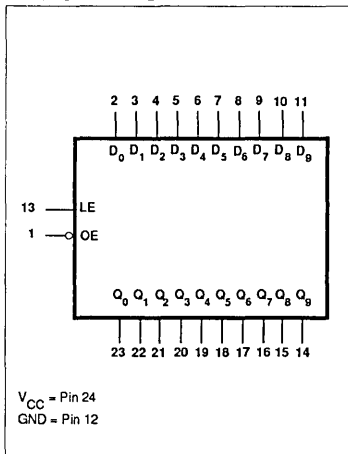 2 3 4 5 6 7 8 9 10 11
D0 D1 D2 D3 D4 D5 D6 D7 D8 D9
13 LE
1 OE
Q0 Q1 Q2 Q3 Q4 Q5 Q6 Q7 Q8 Q9
23 22 21 20 19 18 17 16 15 14
VCC = Pin 24
GND = Pin 12